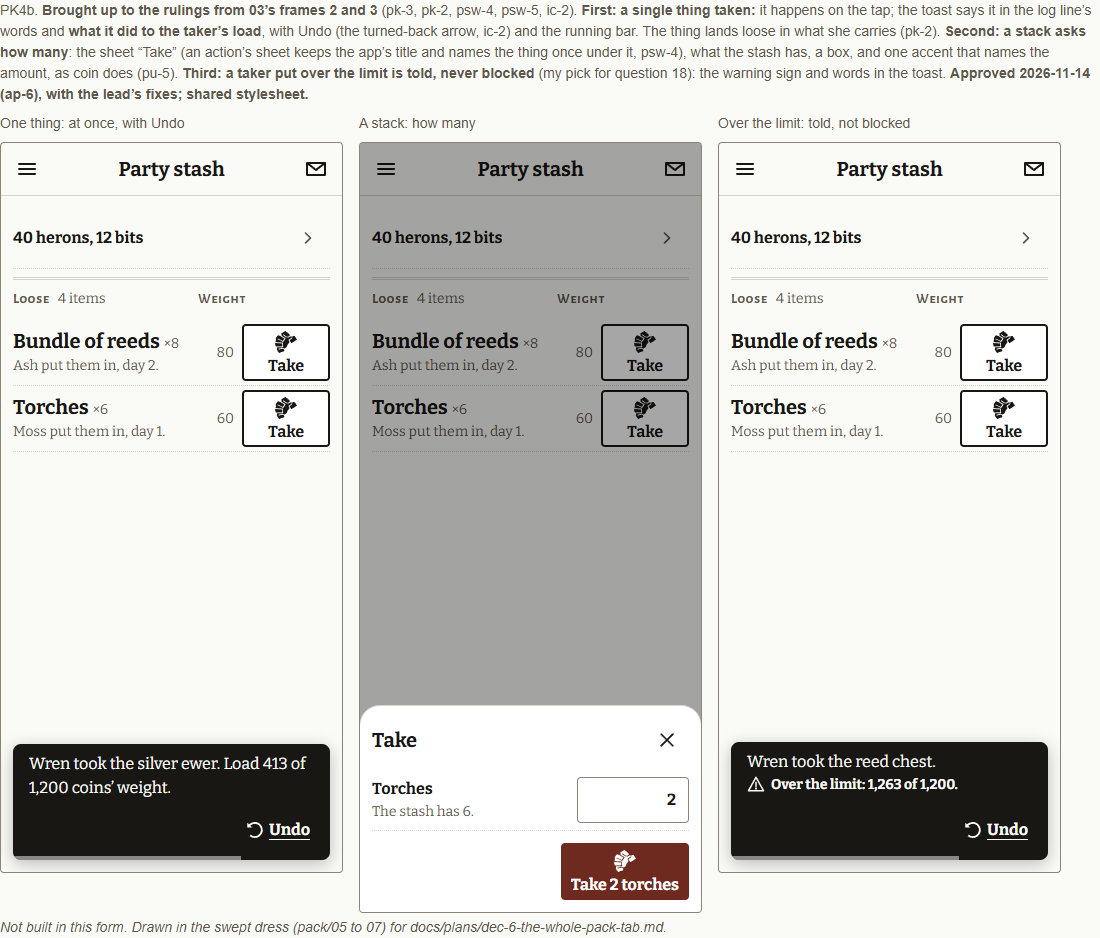 PK4b. Brought up to the rulings from 03’s frames 2 and 3 (pk-3, pk-2, psw-4, psw-5, ic-2). First: a single thing taken: it happens on the tap; the toast says it in the log line’s
words and what it did to the taker’s load, with Undo (the turned-back arrow, ic-2) and the running bar. The thing lands loose in what she carries (pk-2). Second: a stack asks
how many: the sheet “Take” (an action’s sheet keeps the app’s title and names the thing once under it, psw-4), what the stash has, a box, and one accent that names the
amount, as coin does (pu-5). Third: a taker put over the limit is told, never blocked (my pick for question 18): the warning sign and words in the toast. Approved 2026-11-14
(ap-6), with the lead’s fixes; shared stylesheet.
One thing: at once, with Undo
Party stash
40 herons, 12 bits
Loose 4 items Weight
Bundle of reeds ×8
Ash put them in, day 2.
80
Take
Torches ×6
Moss put them in, day 1.
60
Take
Wren took the silver ewer. Load 413 of
1,200 coins’ weight.
Undo
A stack: how many
Party stash
40 herons, 12 bits
Loose 4 items Weight
Bundle of reeds ×8
Ash put them in, day 2.
80
Take
Torches ×6
Moss put them in, day 1.
60
Take
Take
Torches
The stash has 6.
2
Take 2 torches
Over the limit: told, not blocked
Party stash
40 herons, 12 bits
Loose 4 items Weight
Bundle of reeds ×8
Ash put them in, day 2.
80
Take
Torches ×6
Moss put them in, day 1.
60
Take
Wren took the reed chest.
Over the limit: 1,263 of 1,200.
Undo
Not built in this form. Drawn in the swept dress (pack/05 to 07) for docs/plans/dec-6-the-whole-pack-tab.md.